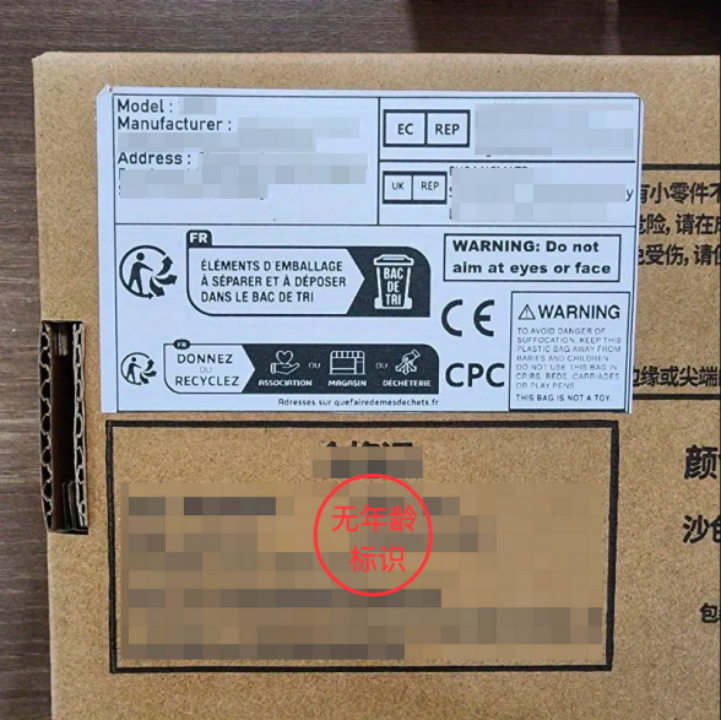 Model :
Manufacturer :
Address :
EC REP
UK REP
FR
ÉLÉMENTS D'EMBALLAGE
À SÉPARER ET À DÉPOSER
DANS LE BAC DE TRI
BAC
DE
TRI
WARNING: Do not
aim at eyes or face
CE
FR
DONNEZ
OU
RECYCLEZ
ASSOCIATION
OU
MAGASIN
OU
DÉCHÈTERIE
Adresses sur quefairedemesdechets.fr
CPC
WARNING
TO AVOID DANGER OF
SUFFOCATION, KEEP THIS
PLASTIC BAG AWAY FROM
BABIES AND CHILDREN.
DO NOT USE THIS BAG IN
CRIBS, BEDS, CARRIAGES
OR PLAY PENS.
THIS BAG IS NOT A TOY.
有小零件不
危险,请在
受伤,请
边缘或尖端
颜
沙包
包
无年龄
标识